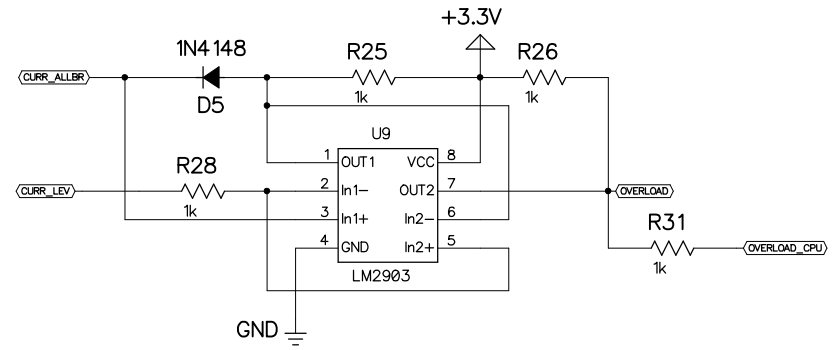 +3.3V
1N4148
R25
R26
CURR_ALLBR
D5
1k
1k
U9
1
OUT1
VCC
8
R28
CURR_LEV
2
In1-
OUT2
7
OVERLOAD
1k
3
In1+
In2-
6
R31
4
GND
In2+
5
OVERLOAD_CPU
1k
LM2903
GND